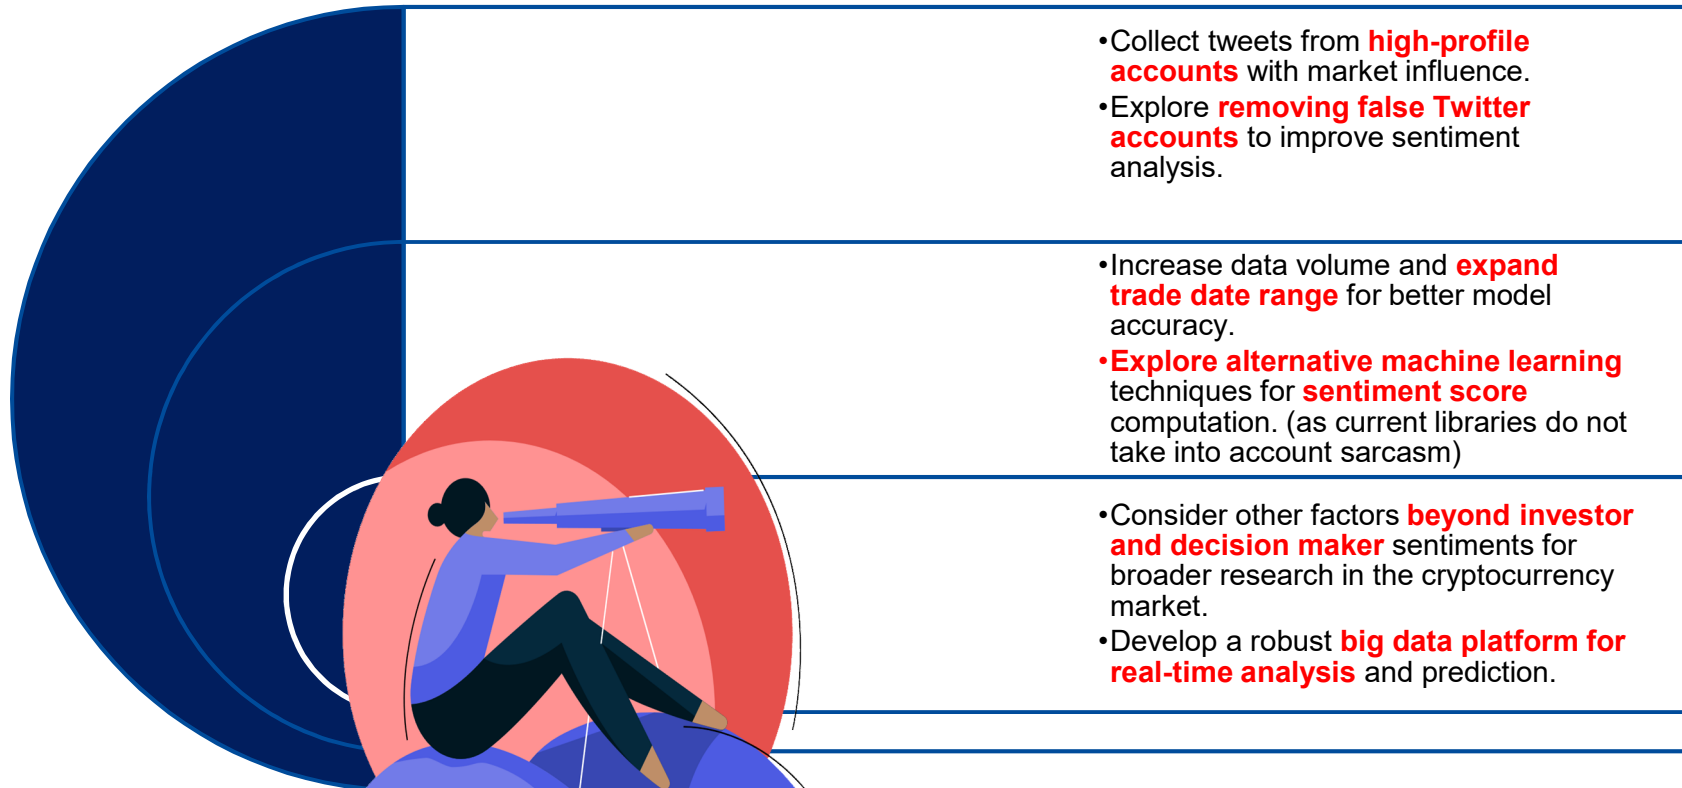 •Collect tweets from high-profile
accounts with market influence.
•Explore removing false Twitter
accounts to improve sentiment
analysis.
•Increase data volume and expand
trade date range for better model
accuracy.
•Explore alternative machine learning
techniques for sentiment score
computation. (as current libraries do not
take into account sarcasm)
•Consider other factors beyond investor
and decision maker sentiments for
broader research in the cryptocurrency
market.
•Develop a robust big data platform for
real-time analysis and prediction.